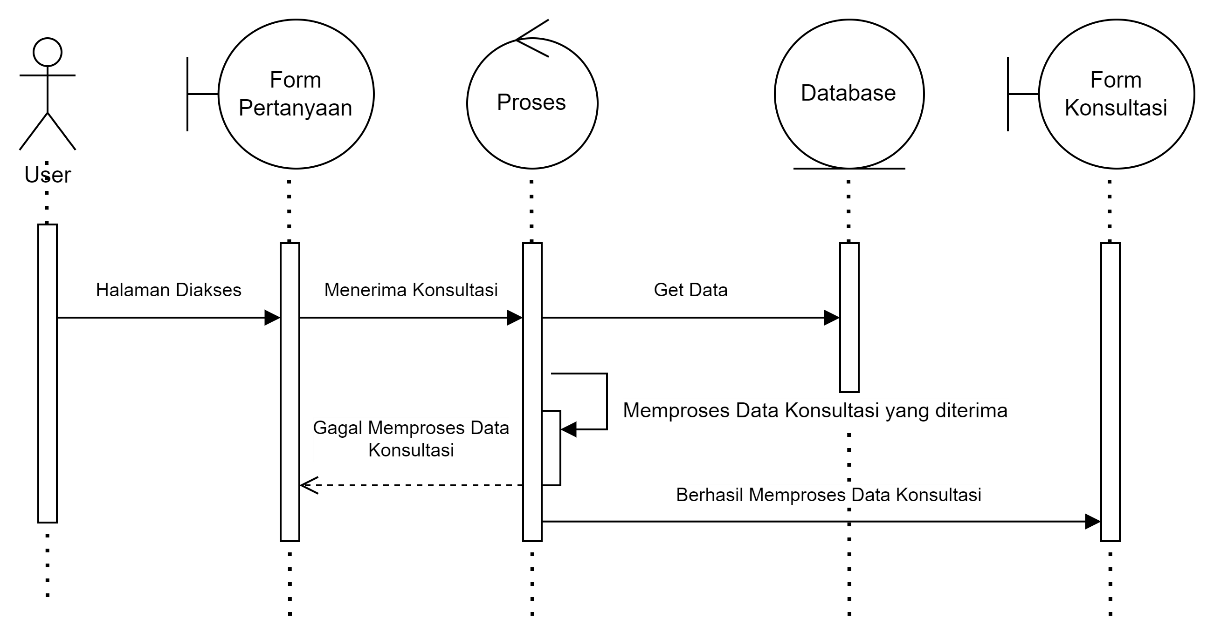 Form
Pertanyaan
Proses
Database
Form
Konsultasi
User
Halaman Diakses
Menerima Konsultasi
Get Data
Memproses Data Konsultasi yang diterima
Gagal Memproses Data
Konsultasi
Berhasil Memproses Data Konsultasi